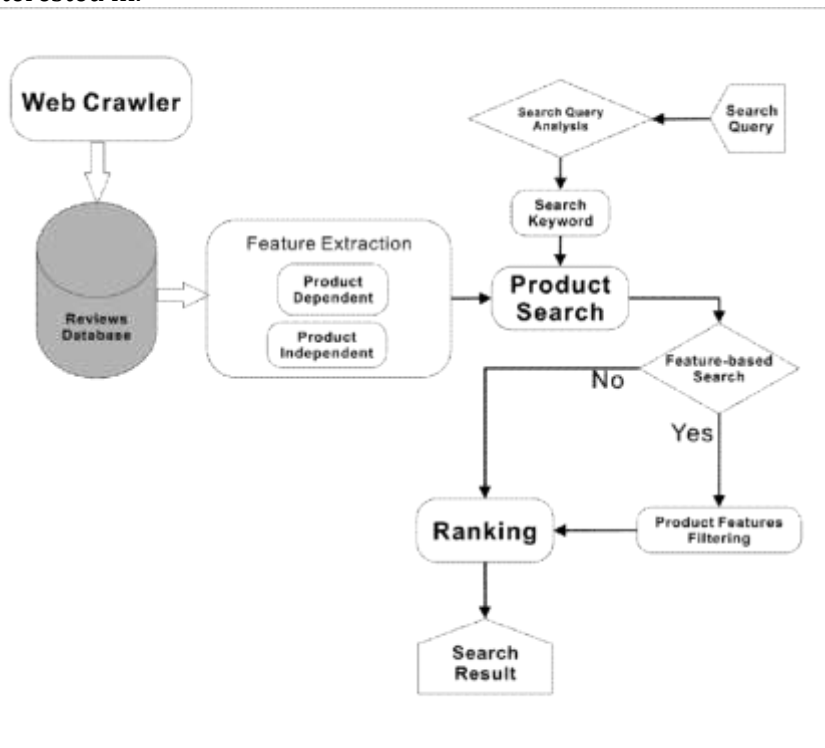 Web Crawler
Search Query
Analysis
Search
Query
Search
Keyword
Feature Extraction
Product
Dependent
Product
Independent
Reviews
Database
Product
Search
Feature-based
Search
No
Yes
Ranking
Product Features
Filtering
Search
Result